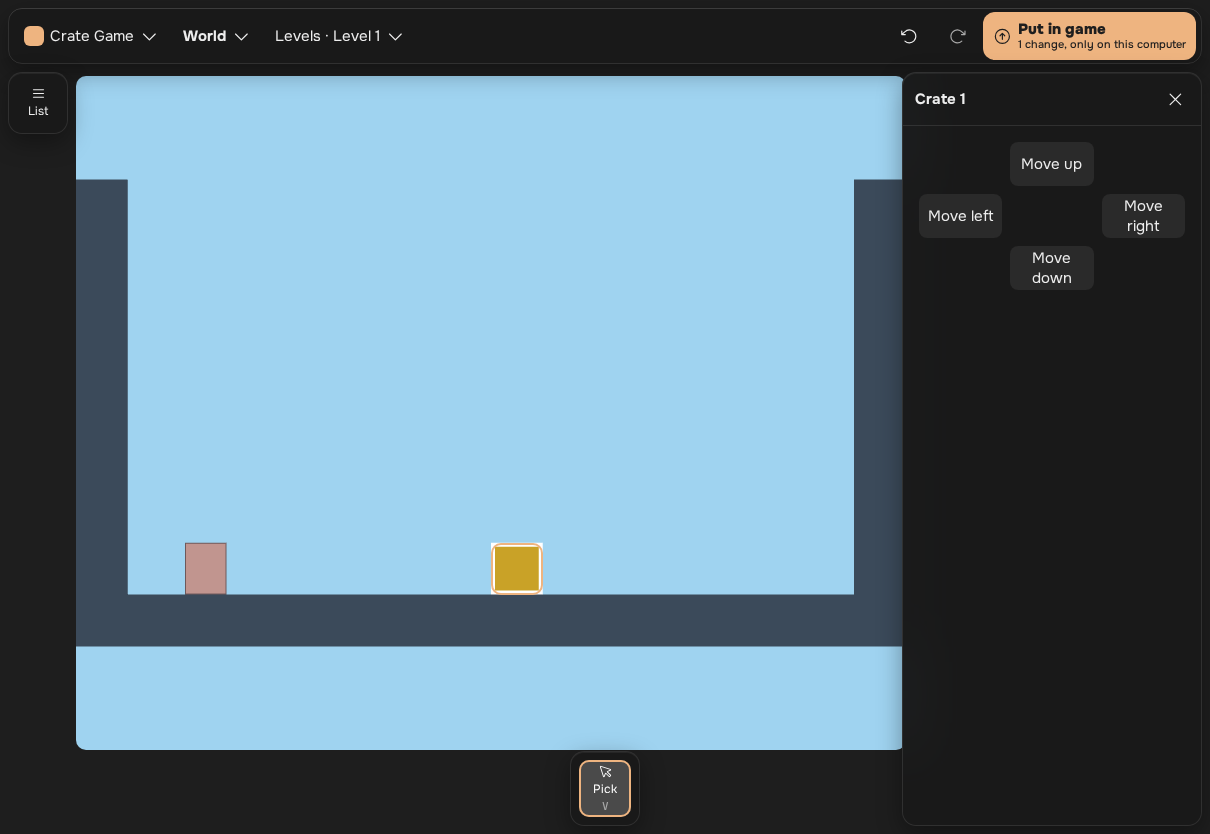 Crate Game
World
Levels · Level 1
Put in game
1 change, only on this computer
List
Crate 1
Move up
Move left
Move
right
Move
down
Pick
V